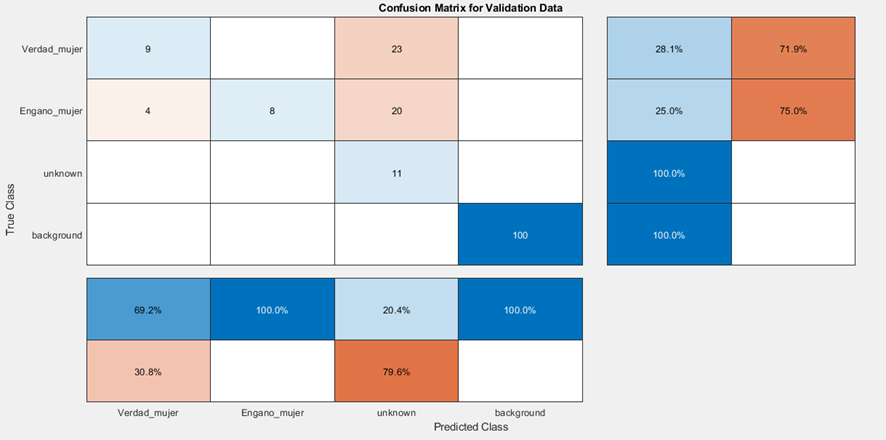 Confusion Matrix for Validation Data
Verdad_mujer 9 23 28.1% 71.9%
Engano_mujer 4 8 20 25.0% 75.0%
unknown 11 100.0%
background 100 100.0%
True Class
69.2% 100.0% 20.4% 100.0%
30.8% 79.6%
Verdad_mujer Engano_mujer unknown background
Predicted Class